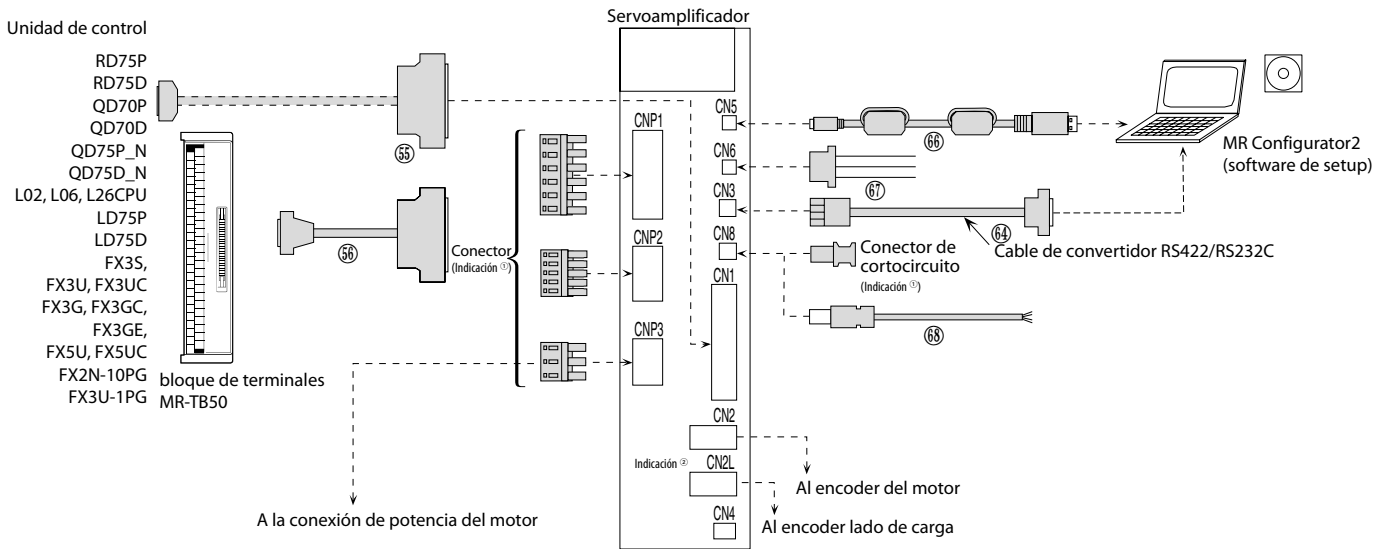 Servoamplificador
Unidad de control
RD75P
RD75D
QD70P
QD70D
QD75P_N
QD75D_N
L02, L06, L26CPU
LD75P
LD75D
FX3S,
FX3U, FX3UC
FX3G, FX3GC,
FX3GE,
FX5U, FX5UC
FX2N-10PG
FX3U-1PG
bloque de terminales
MR-TB50
55
56
Conector
(Indicación ①)
CNP1
CNP2
CNP3
CN5
CN6
CN3
CN8
CN1
CN2
Indicación ②
CN2L
CN4
66
67
64
Cable de convertidor RS422/RS232C
Conector de
cortocircuito
(Indicación ①)
68
MR Configurator2
(software de setup)
Al encoder del motor
Al encoder lado de carga
A la conexión de potencia del motor